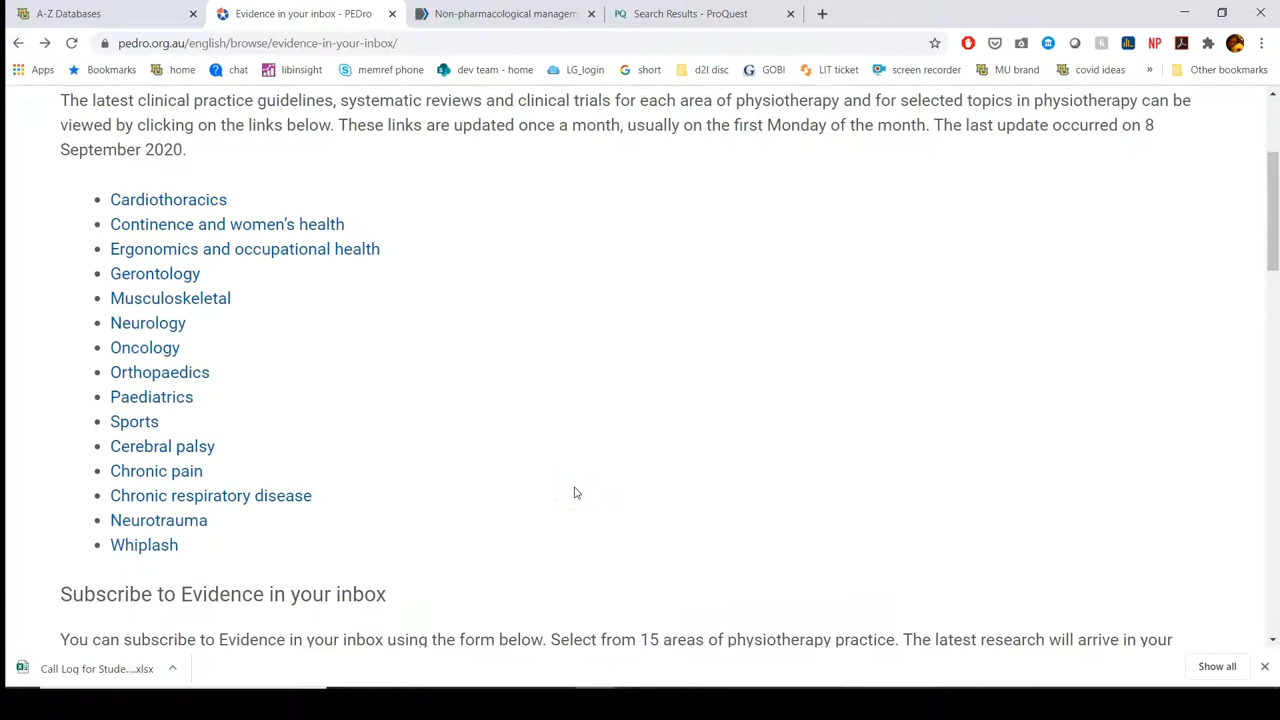 A-Z Databases
Evidence in your inbox - PEDro
Non-pharmacological managem
PQ Search Results - ProQuest
pedro.org.au/english/browse/evidence-in-your-inbox/
NP
Apps Bookmarks home chat libinsight memref phone dev team - home LG_login short d2l disc GOBI LIT ticket screen recorder MU brand covid ideas » Other bookmarks
The latest clinical practice guidelines, systematic reviews and clinical trials for each area of physiotherapy and for selected topics in physiotherapy can be
viewed by clicking on the links below. These links are updated once a month, usually on the first Monday of the month. The last update occurred on 8
September 2020.
• Cardiothoracics
• Continence and women’s health
• Ergonomics and occupational health
• Gerontology
• Musculoskeletal
• Neurology
• Oncology
• Orthopaedics
• Paediatrics
• Sports
• Cerebral palsy
• Chronic pain
• Chronic respiratory disease
• Neurotrauma
• Whiplash
Subscribe to Evidence in your inbox
You can subscribe to Evidence in your inbox using the form below. Select from 15 areas of physiotherapy practice. The latest research will arrive in your
Call Log for Stude....xlsx
Show all